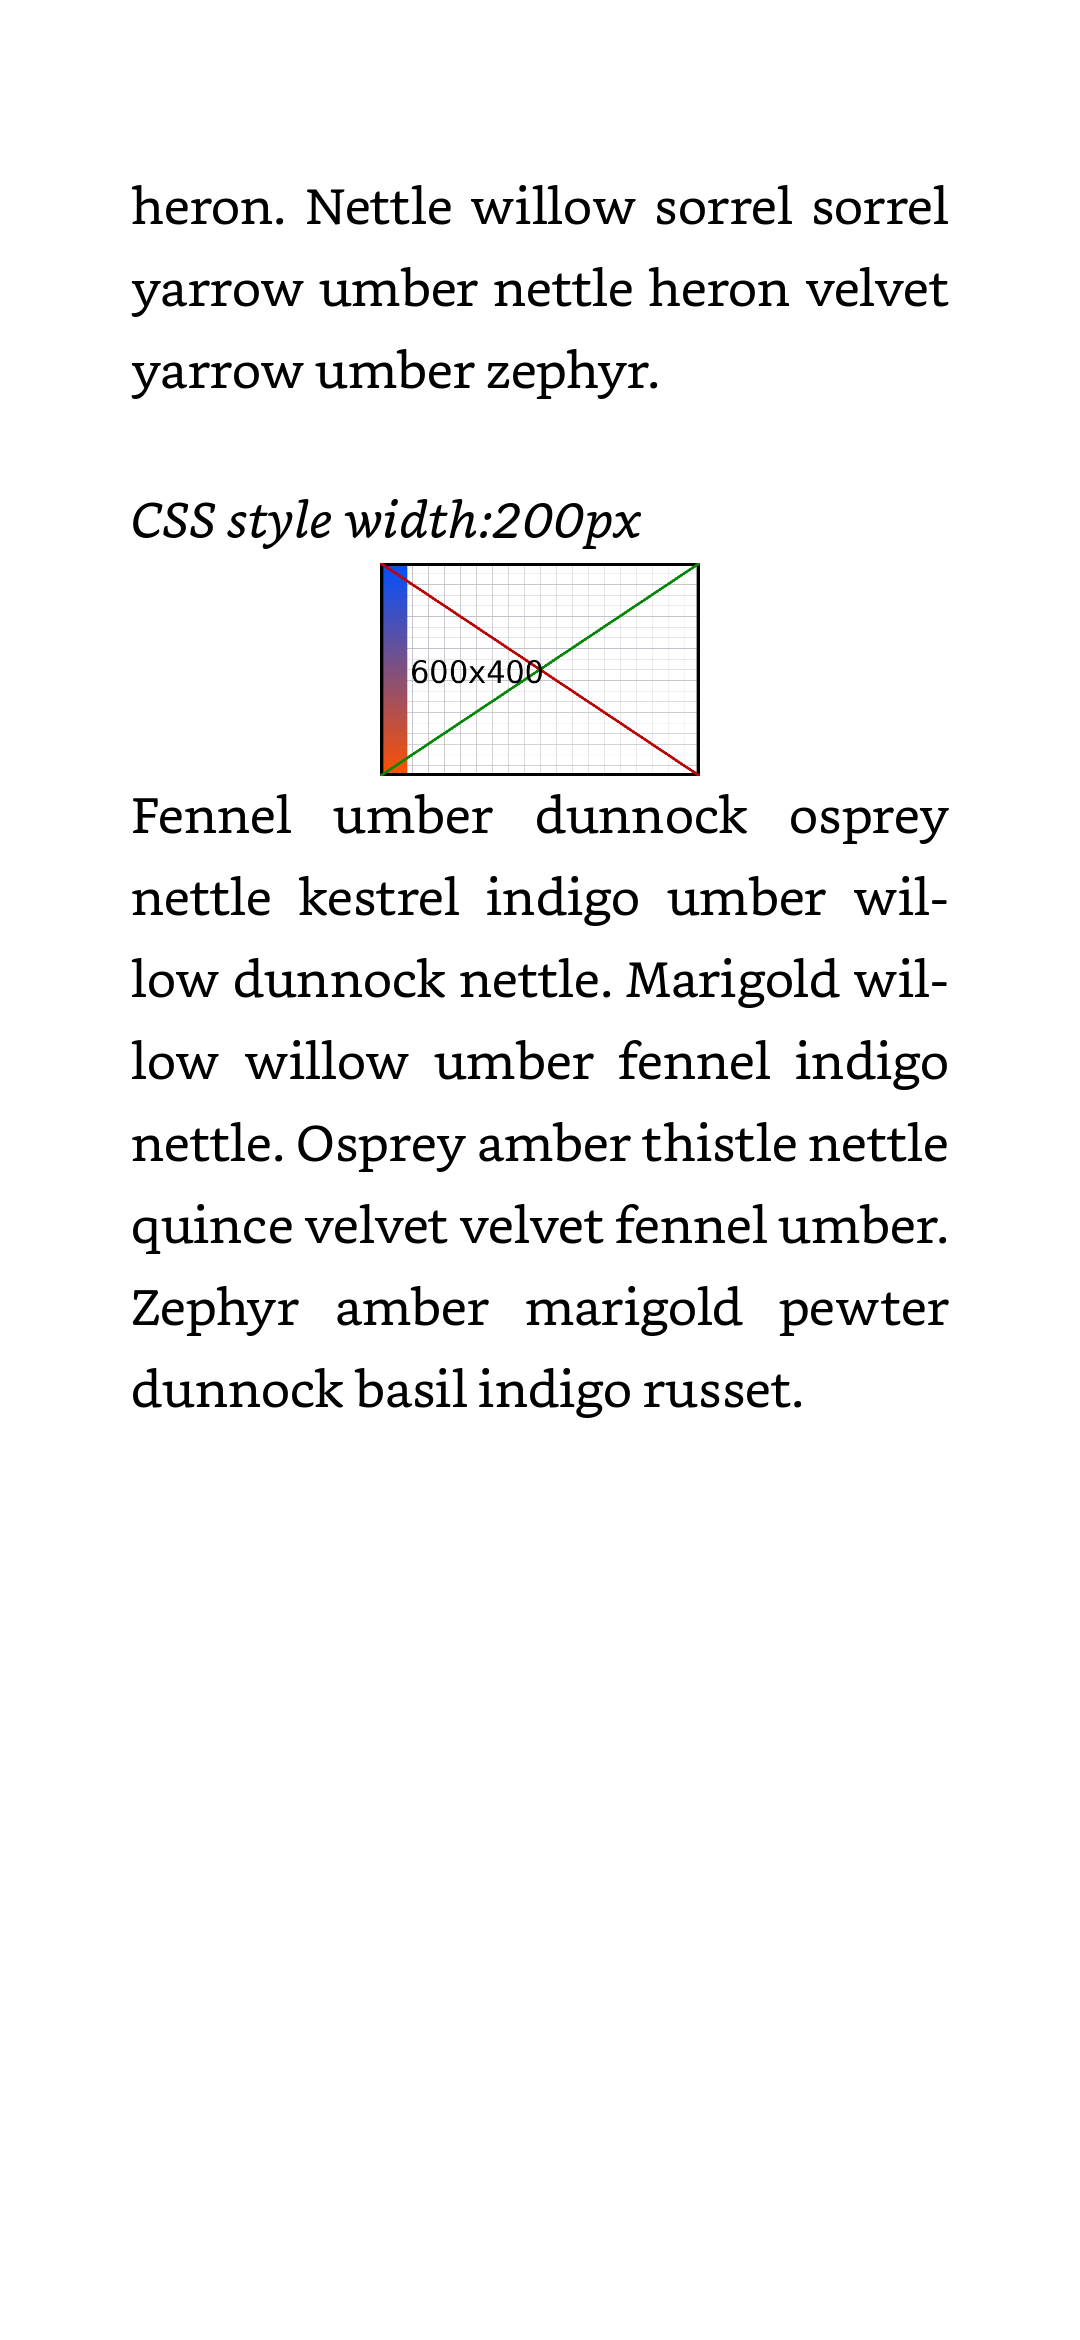 heron. Nettle willow sorrel sorrel
yarrow umber nettle heron velvet
yarrow umber zephyr.
CSS style width:200px
600x400
Fennel umber dunnock osprey
nettle kestrel indigo umber wil-
low dunnock nettle. Marigold wil-
low willow umber fennel indigo
nettle. Osprey amber thistle nettle
quince velvet velvet fennel umber.
Zephyr amber marigold pewter
dunnock basil indigo russet.